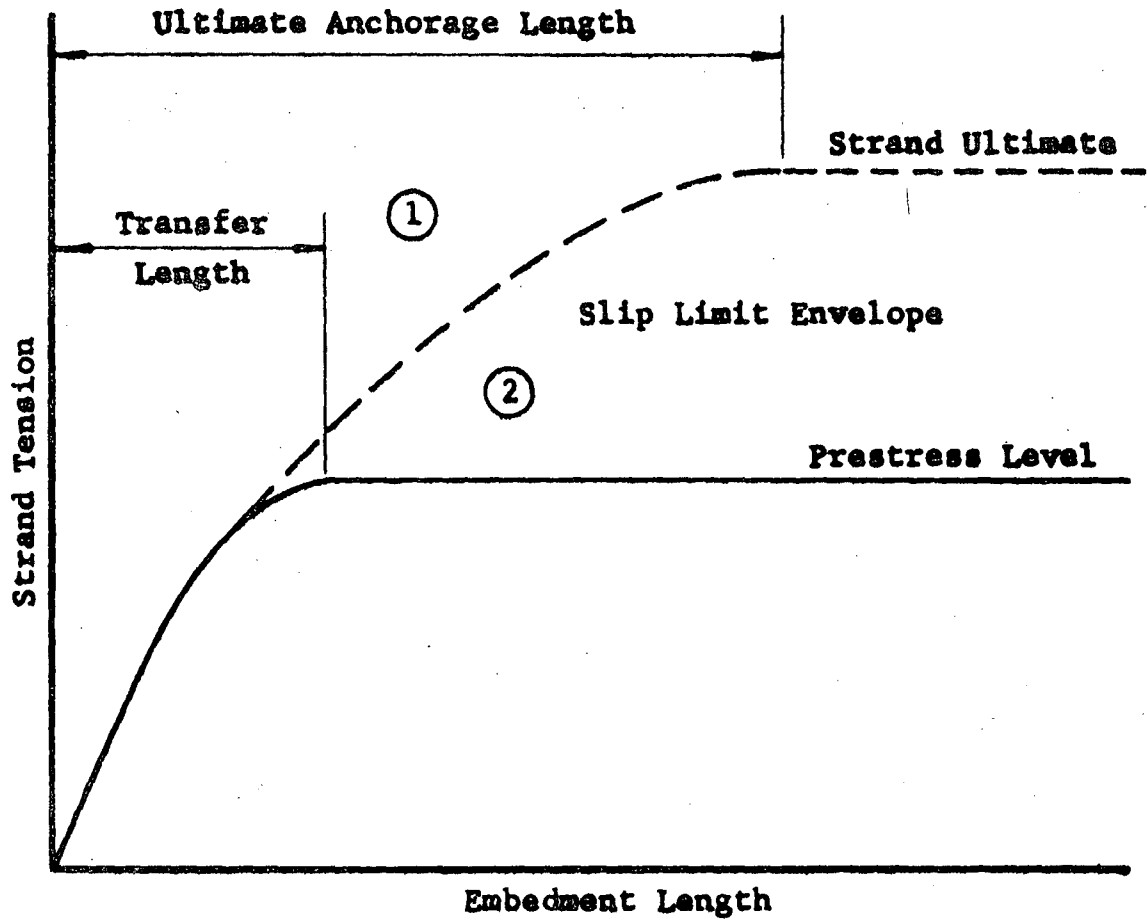 Ultimate Anchorage Length
Strand Ultimate
1
Transfer
Length
Slip Limit Envelope
2
Prestress Level
Strand Tension
Embedment Length